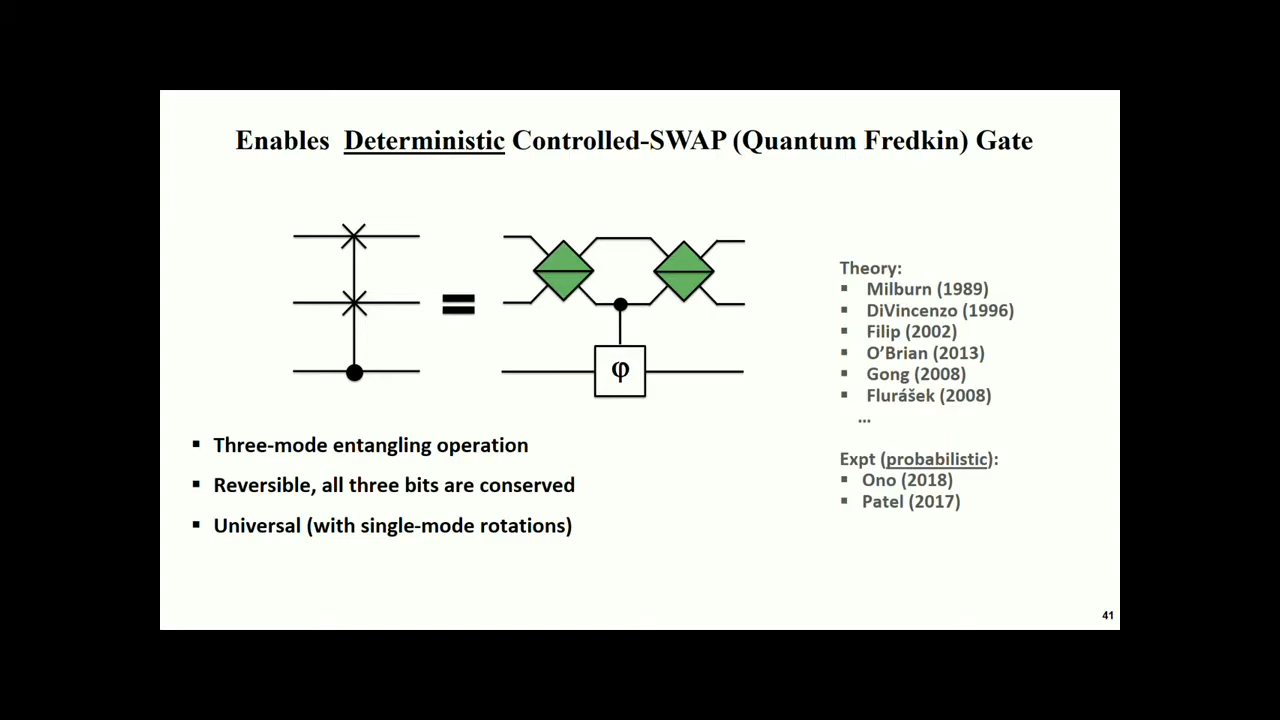 Enables Deterministic Controlled-SWAP (Quantum Fredkin) Gate
=
φ
▪ Three-mode entangling operation
▪ Reversible, all three bits are conserved
▪ Universal (with single-mode rotations)
Theory:
▪ Milburn (1989)
▪ DiVincenzo (1996)
▪ Filip (2002)
▪ O’Brian (2013)
▪ Gong (2008)
▪ Flurášek (2008)
...
Expt (probabilistic):
▪ Ono (2018)
▪ Patel (2017)
41